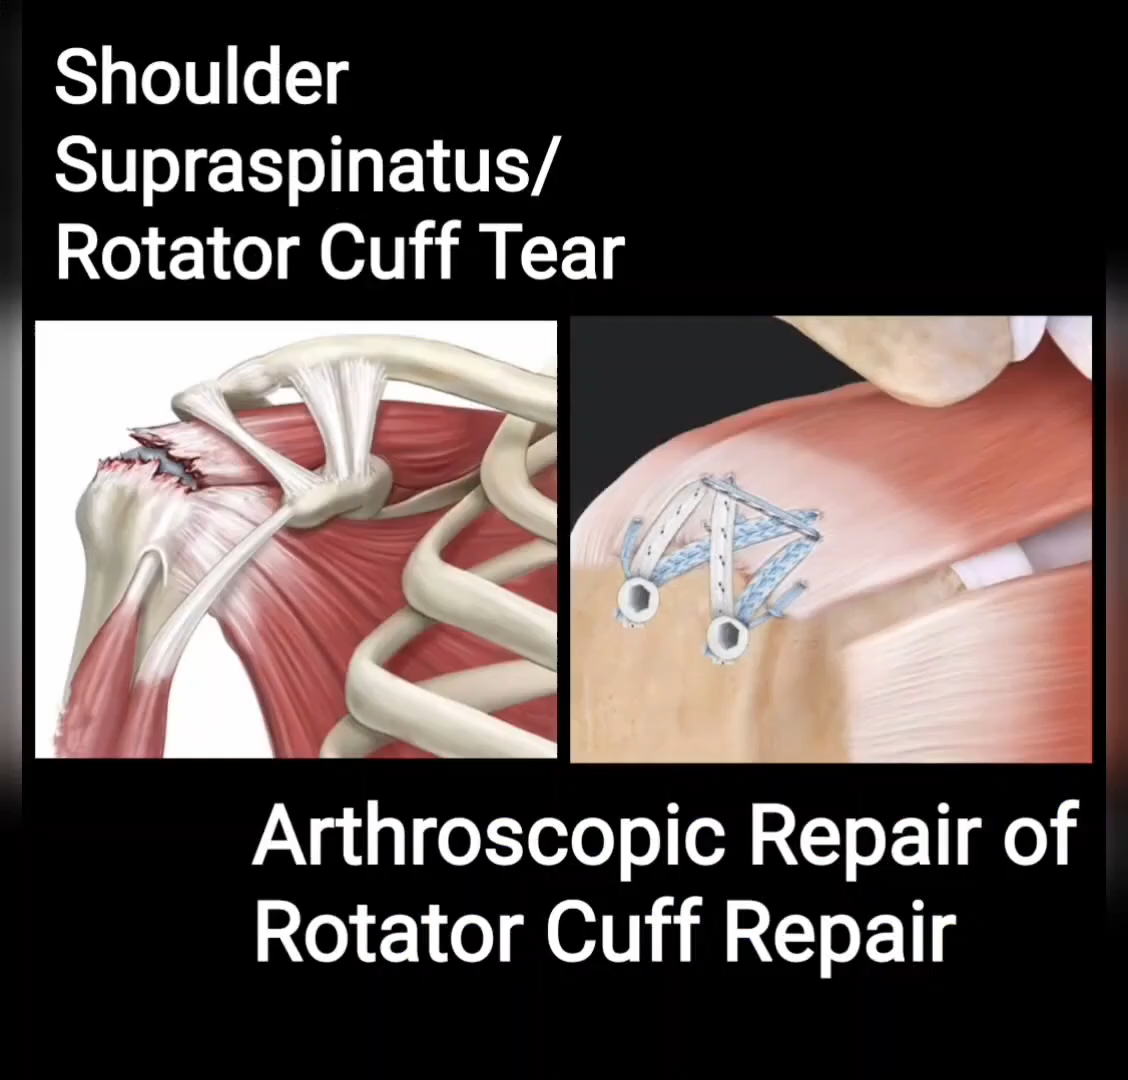 Shoulder
Supraspinatus/
Rotator Cuff Tear
Arthroscopic Repair of
Rotator Cuff Repair